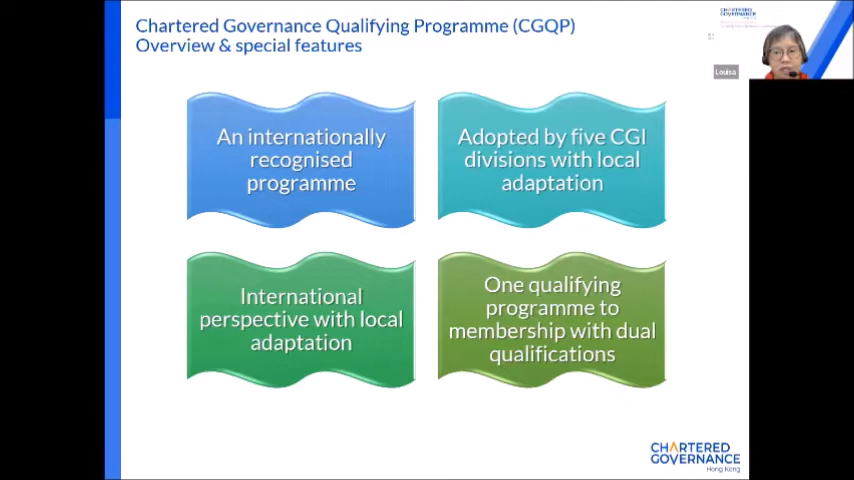 Chartered Governance Qualifying Programme (CGQP)
Overview & special features
CHARTERED
GOVERNANCE
Louisa
An internationally
recognised
programme
Adopted by five CGI
divisions with local
adaptation
International
perspective with local
adaptation
One qualifying
programme to
membership with dual
qualifications
CHARTERED
GOVERNANCE
Hong Kong